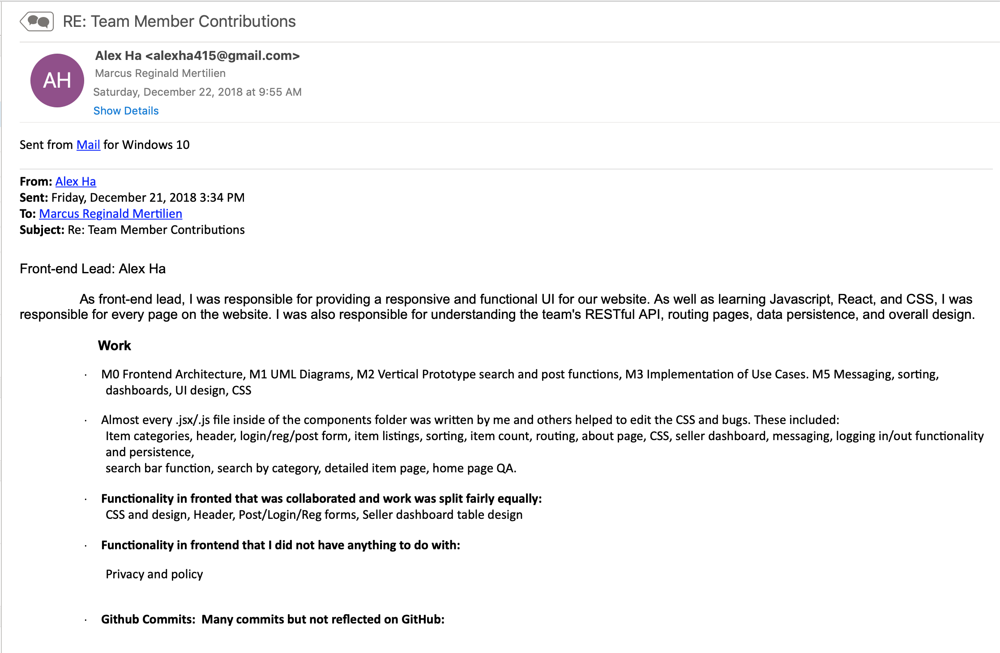 RE: Team Member Contributions
AH
Alex Ha <alexha415@gmail.com>
Marcus Reginald Mertilien
Saturday, December 22, 2018 at 9:55 AM
Show Details
Sent from Mail for Windows 10
From: Alex Ha
Sent: Friday, December 21, 2018 3:34 PM
To: Marcus Reginald Mertilien
Subject: Re: Team Member Contributions
Front-end Lead: Alex Ha
As front-end lead, I was responsible for providing a responsive and functional UI for our website. As well as learning Javascript, React, and CSS, I was
responsible for every page on the website. I was also responsible for understanding the team's RESTful API, routing pages, data persistence, and overall design.
Work
· M0 Frontend Architecture, M1 UML Diagrams, M2 Vertical Prototype search and post functions, M3 Implementation of Use Cases. M5 Messaging, sorting,
dashboards, UI design, CSS
· Almost every .jsx/.js file inside of the components folder was written by me and others helped to edit the CSS and bugs. These included:
Item categories, header, login/reg/post form, item listings, sorting, item count, routing, about page, CSS, seller dashboard, messaging, logging in/out functionality
and persistence,
search bar function, search by category, detailed item page, home page QA.
· Functionality in fronted that was collaborated and work was split fairly equally:
CSS and design, Header, Post/Login/Reg forms, Seller dashboard table design
· Functionality in frontend that I did not have anything to do with:
Privacy and policy
· Github Commits:  Many commits but not reflected on GitHub: